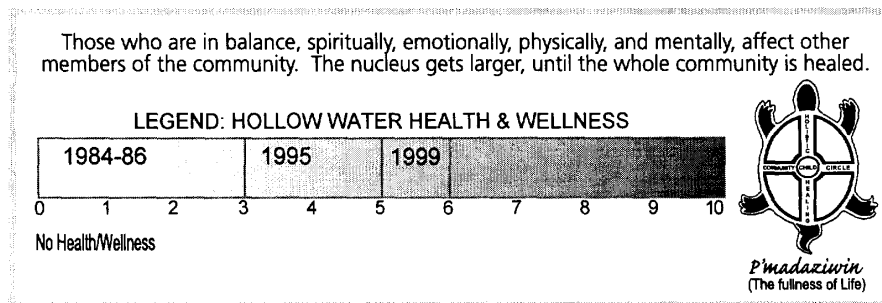 Those who are in balance, spiritually, emotionally, physically, and mentally, affect other
members of the community. The nucleus gets larger, until the whole community is healed.
LEGEND: HOLLOW WATER HEALTH & WELLNESS
1984-86 1995 1999
0 1 2 3 4 5 6 7 8 9 10
No Health/Wellness
HOLISTIC
COMMUNITY CHILD CIRCLE
HEALING
P'madaziwin
(The fullness of Life)